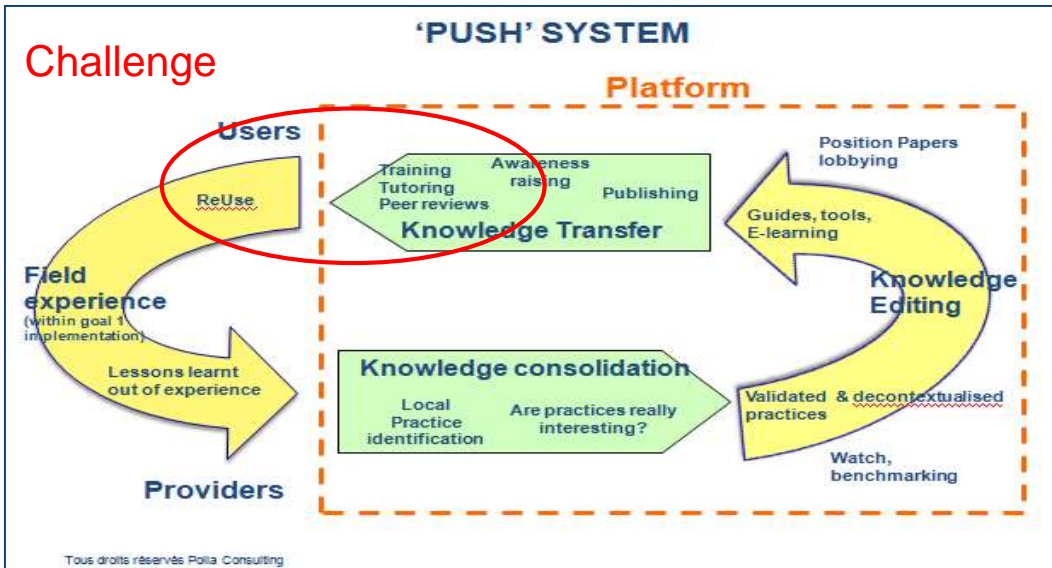 'PUSH' SYSTEM
Challenge
Platform
Users
Training
Tutoring
Peer reviews
Awareness
raising
Publishing
Knowledge Transfer
ReUse
Position Papers
lobbying
Guides, tools,
E-learning
Knowledge
Editing
Field
experience
(within goal 1
implementation)
Lessons learnt
out of experience
Knowledge consolidation
Local
Practice
identification
Are practices really
interesting?
Validated & decontextualised
practices
Watch,
benchmarking
Providers
Tous droits réservés Polia Consulting